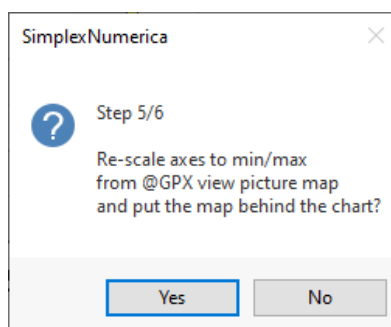 SimplexNumerica
Step 5/6
Re-scale axes to min/max
from @GPX view picture map
and put the map behind the chart?
Yes
No